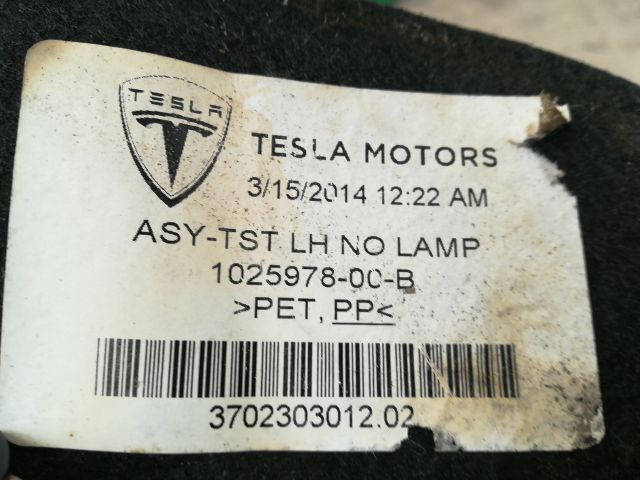 TESLA
TESLA MOTORS
3/15/2014 12:22 AM
ASY-TST LH NO LAMP
1025978-00-B
>PET, PP<
3702303012.02